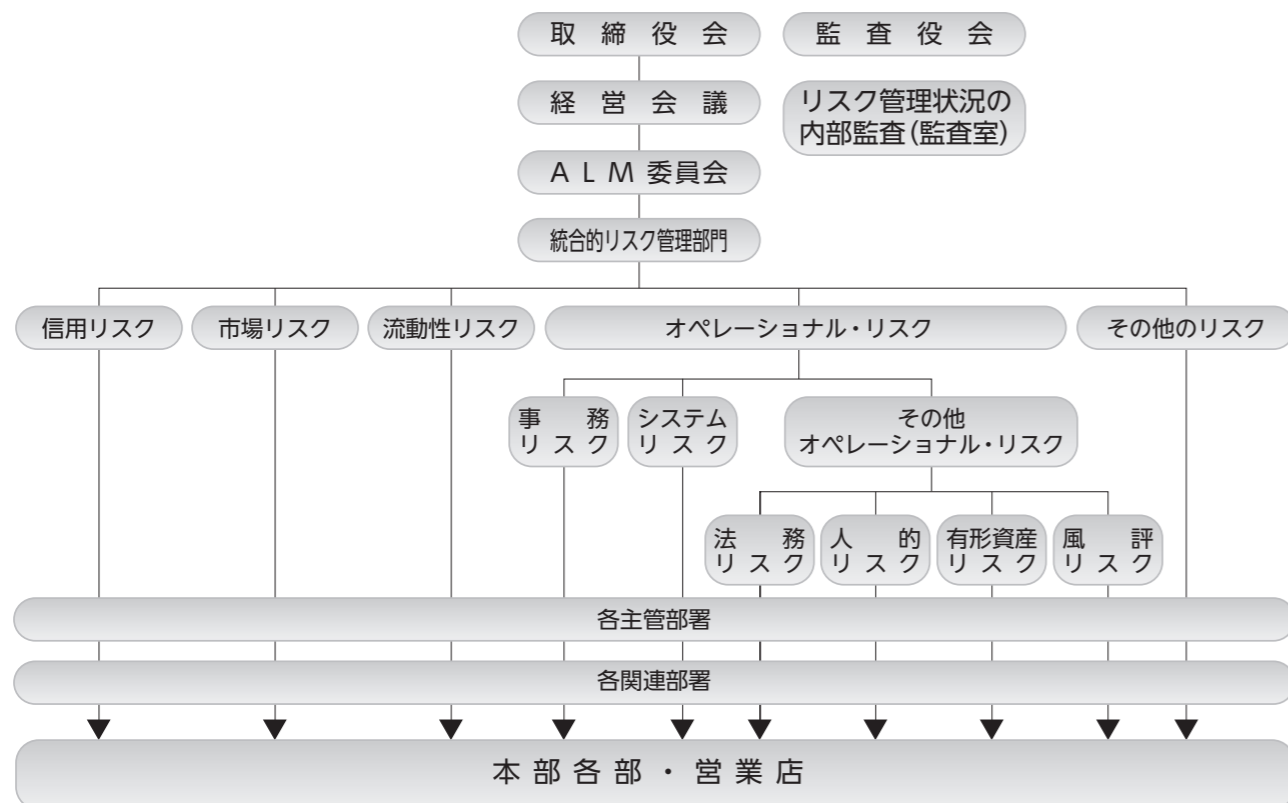 取締役会
監査役会
経営会議
リスク管理状況の
内部監査(監査室)
ALM委員会
統合的リスク管理部門
信用リスク
市場リスク
流動性リスク
オペレーショナル・リスク
その他のリスク
事務
リスク
システム
リスク
その他
オペレーショナル・リスク
法務
リスク
人的
リスク
有形資産
リスク
風評
リスク
各主管部署
各関連部署
本部各部・営業店